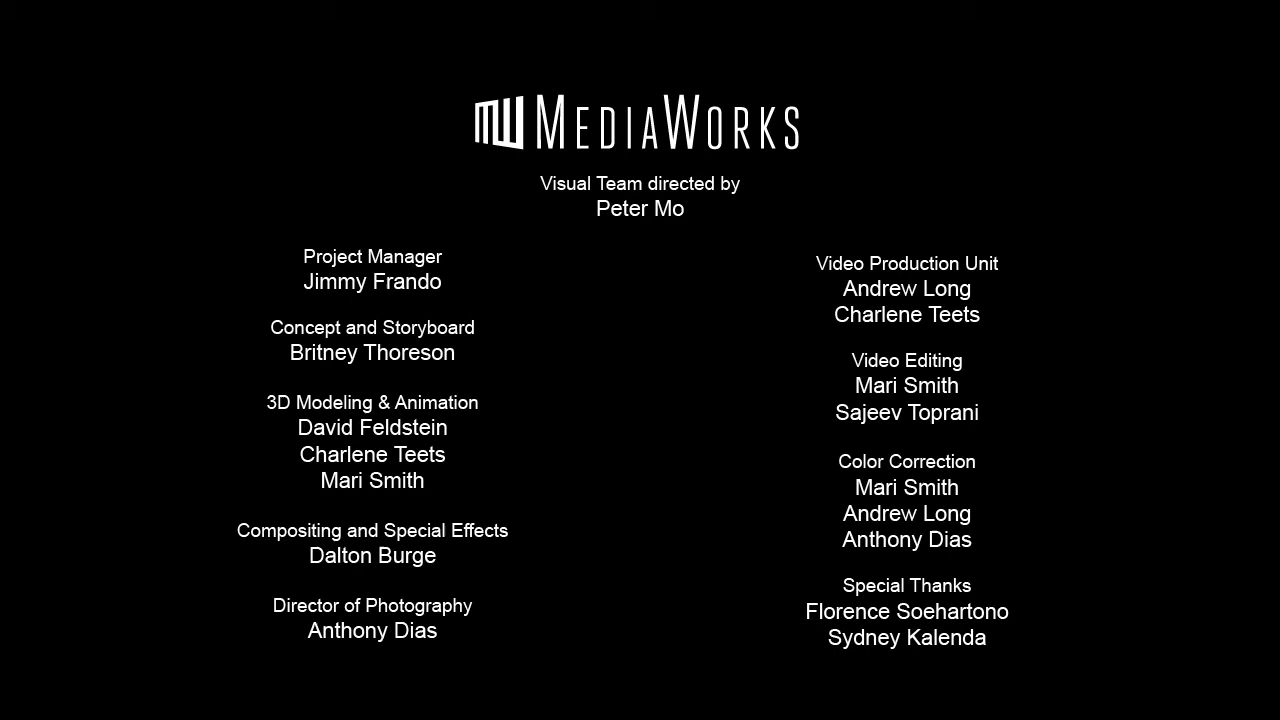 MEDIAWORKS
Visual Team directed by
Peter Mo
Project Manager
Jimmy Frando
Concept and Storyboard
Britney Thoreson
3D Modeling & Animation
David Feldstein
Charlene Teets
Mari Smith
Compositing and Special Effects
Dalton Burge
Director of Photography
Anthony Dias
Video Production Unit
Andrew Long
Charlene Teets
Video Editing
Mari Smith
Sajeev Toprani
Color Correction
Mari Smith
Andrew Long
Anthony Dias
Special Thanks
Florence Soehartono
Sydney Kalenda